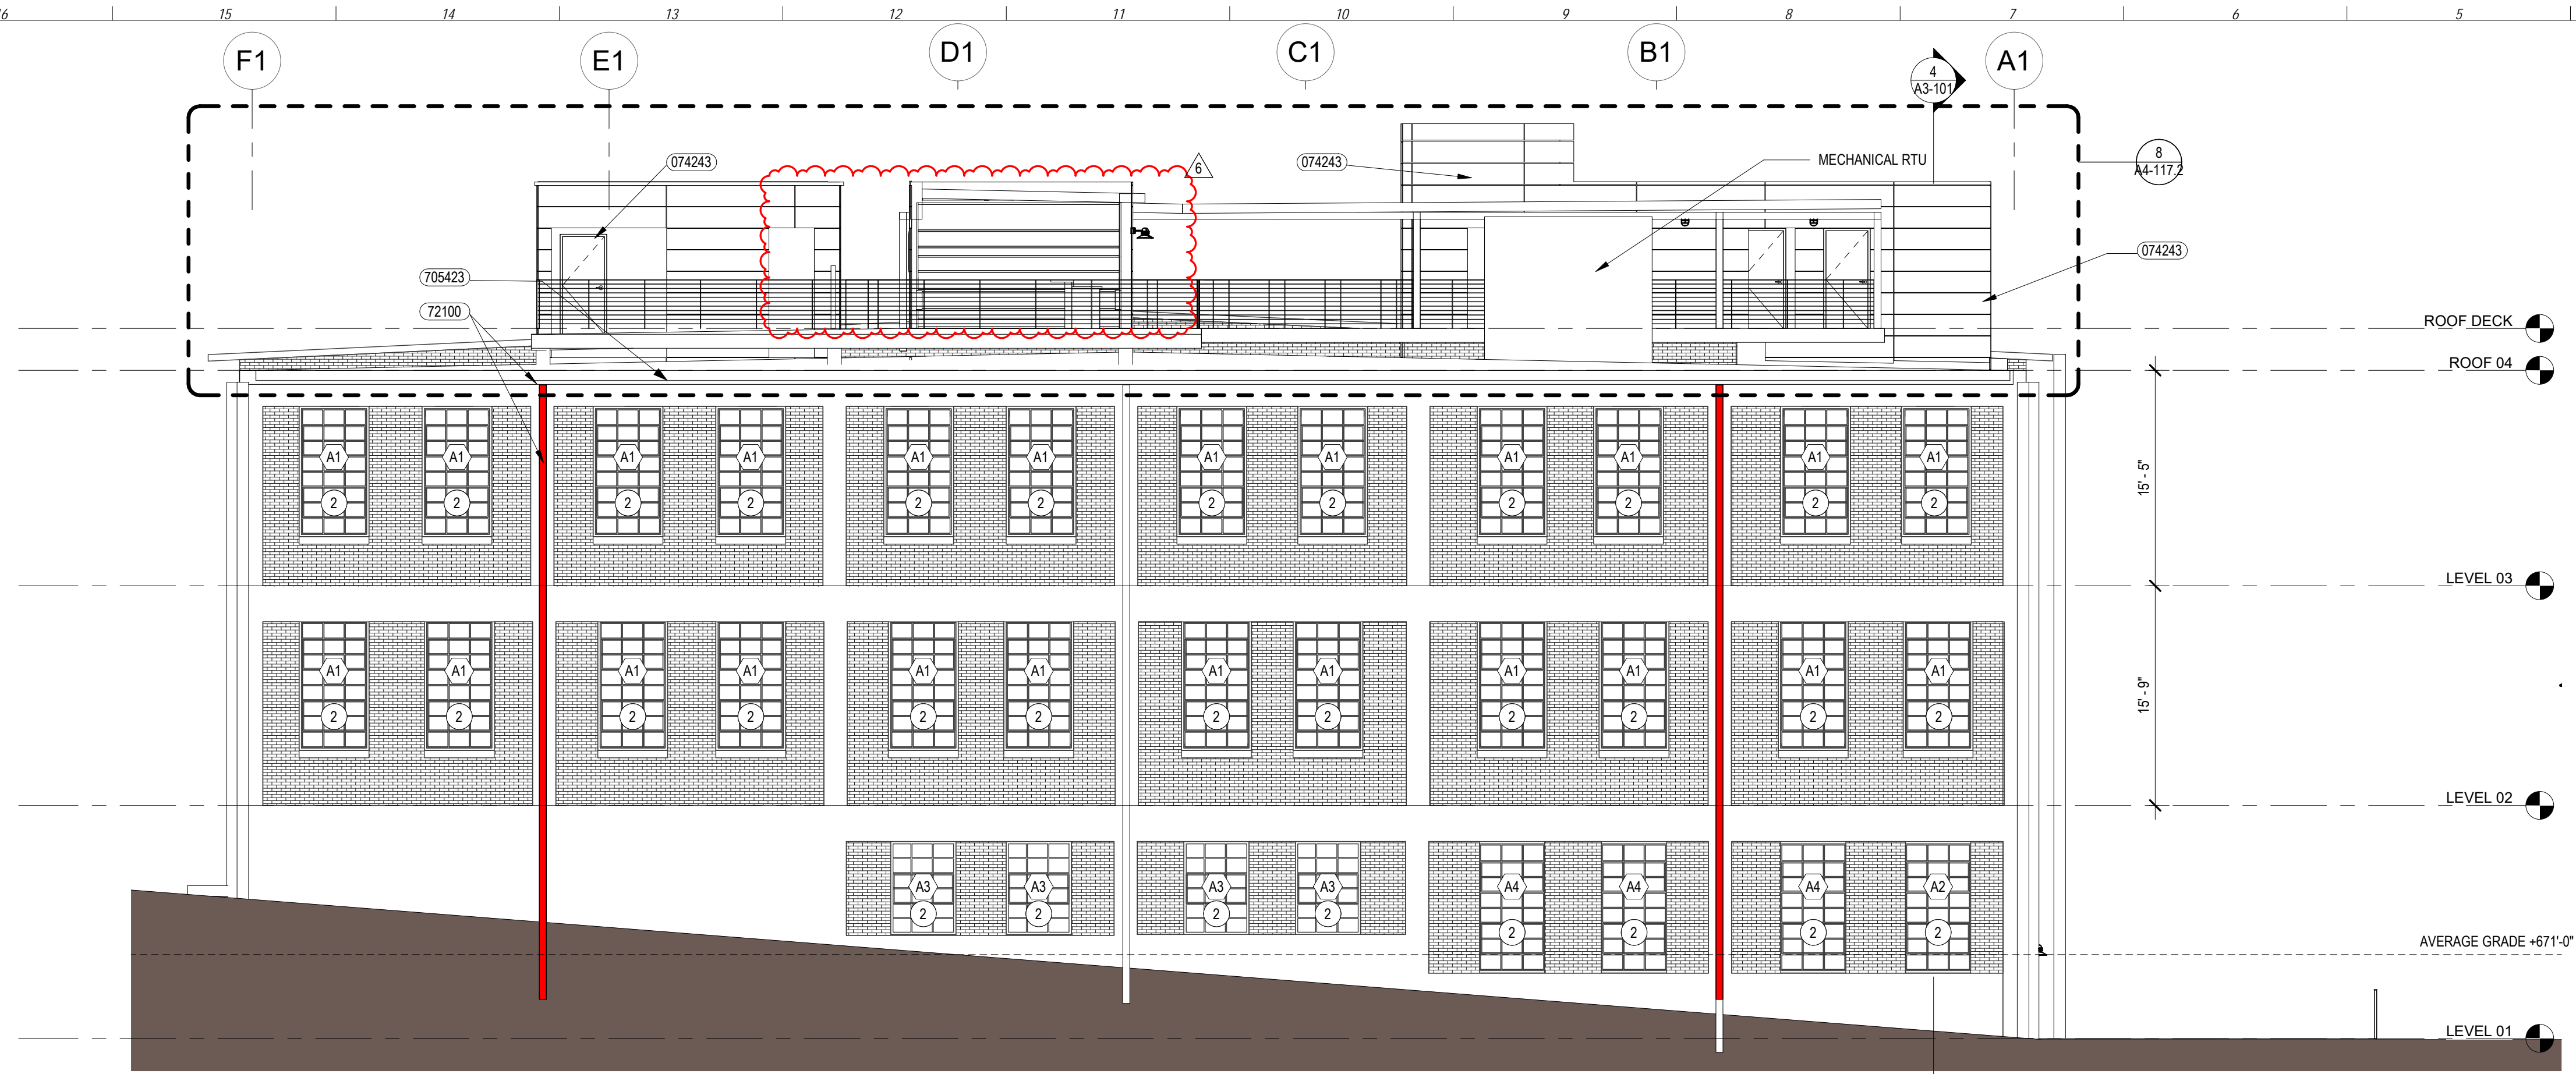 16 15 14 13 12 11 10 9 8 7 6 5
F1 E1 D1 C1 B1 A1
4
A3-101
074243
6
074243
MECHANICAL RTU
8
A4-117.2
705423
074243
72100
ROOF DECK
ROOF 04
A1 A1 A1 A1 A1 A1 A1 A1 A1 A1 A1 A1
2 2 2 2 2 2 2 2 2 2 2 2
15' - 5"
LEVEL 03
A1 A1 A1 A1 A1 A1 A1 A1 A1 A1 A1 A1
2 2 2 2 2 2 2 2 2 2 2 2
15' - 9"
LEVEL 02
A3 A3 A3 A3 A4 A4 A4 A2
2 2 2 2 2 2 2 2
AVERAGE GRADE +671'-0"
LEVEL 01